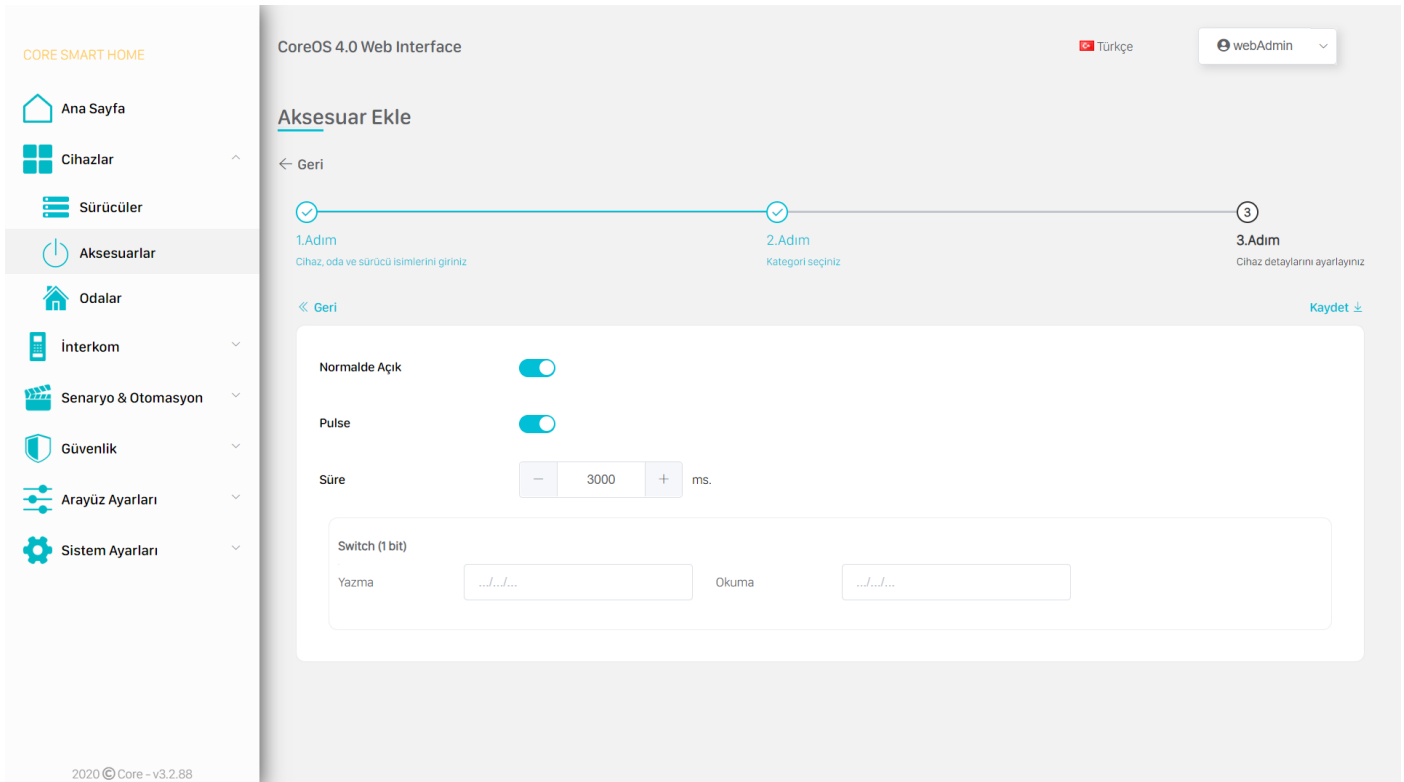 CORE SMART HOME
Ana Sayfa
Cihazlar
Sürücüler
Aksesuarlar
Odalar
İnterkom
Senaryo & Otomasyon
Güvenlik
Arayüz Ayarları
Sistem Ayarları
2020 © Core - v3.2.88
CoreOS 4.0 Web Interface
Türkçe
webAdmin
Aksesuar Ekle
← Geri
3
1.Adım
2.Adım
3.Adım
Cihaz, oda ve sürücü isimlerini giriniz
Kategori seçiniz
Cihaz detaylarını ayarlayınız
Geri
Kaydet
Normalde Açık
Pulse
Süre
− 3000 + ms.
Switch (1 bit)
Yazma .../.../... Okuma .../.../...